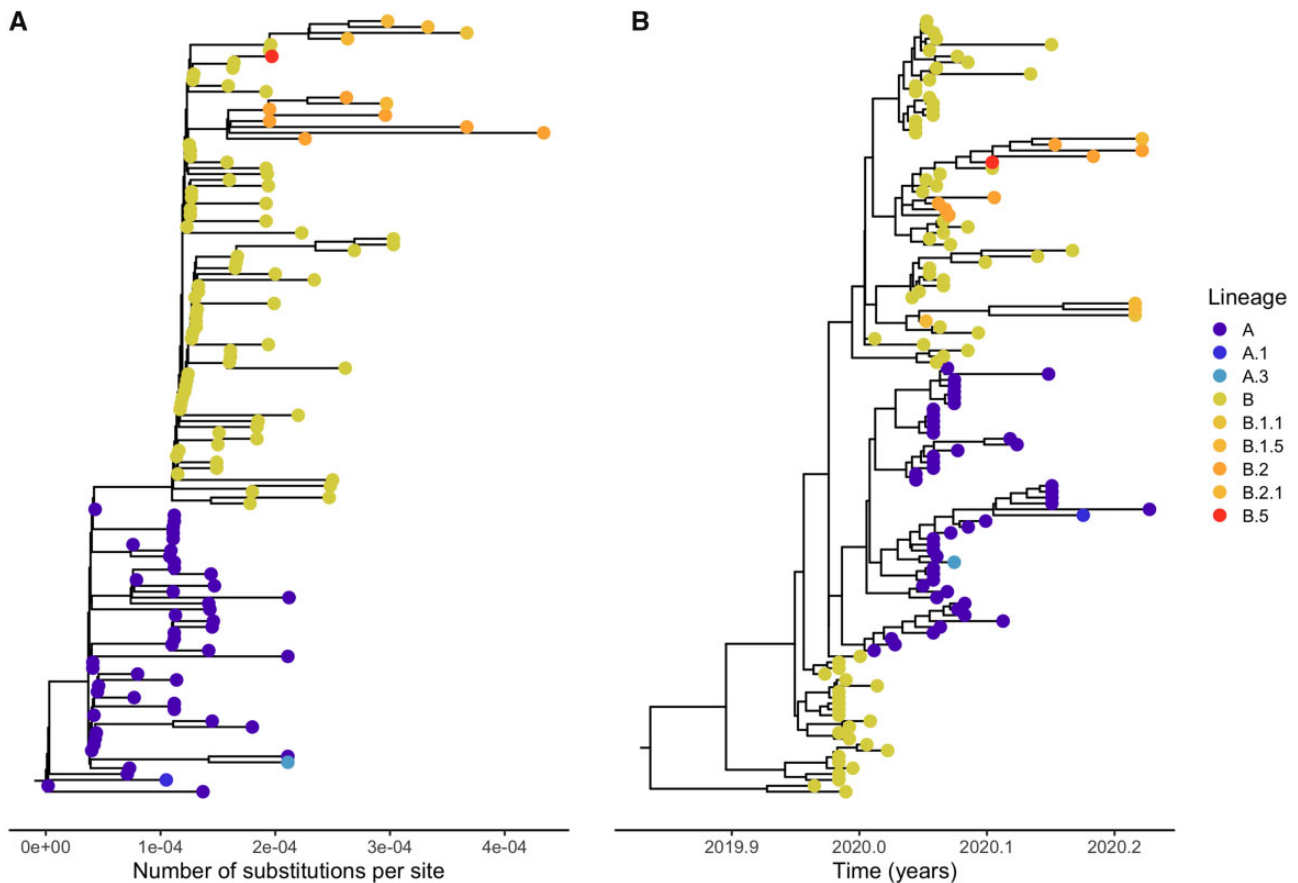 A
B
Lineage
A
A.1
A.3
B
B.1.1
B.1.5
B.2
B.2.1
B.5
0e+00 1e-04 2e-04 3e-04 4e-04
Number of substitutions per site
2019.9 2020.0 2020.1 2020.2
Time (years)